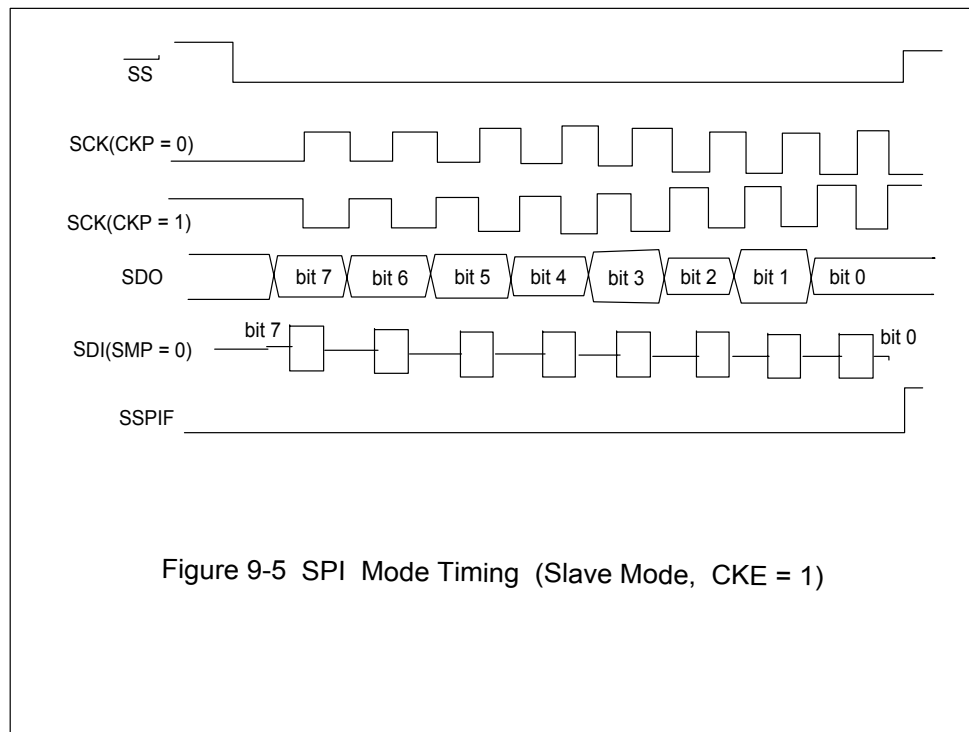 SS
SCK(CKP = 0)
SCK(CKP = 1)
SDO
bit 7 bit 6 bit 5 bit 4 bit 3 bit 2 bit 1 bit 0
bit 7
bit 0
SDI(SMP = 0)
SSPIF
Figure 9-5 SPI Mode Timing (Slave Mode, CKE = 1)